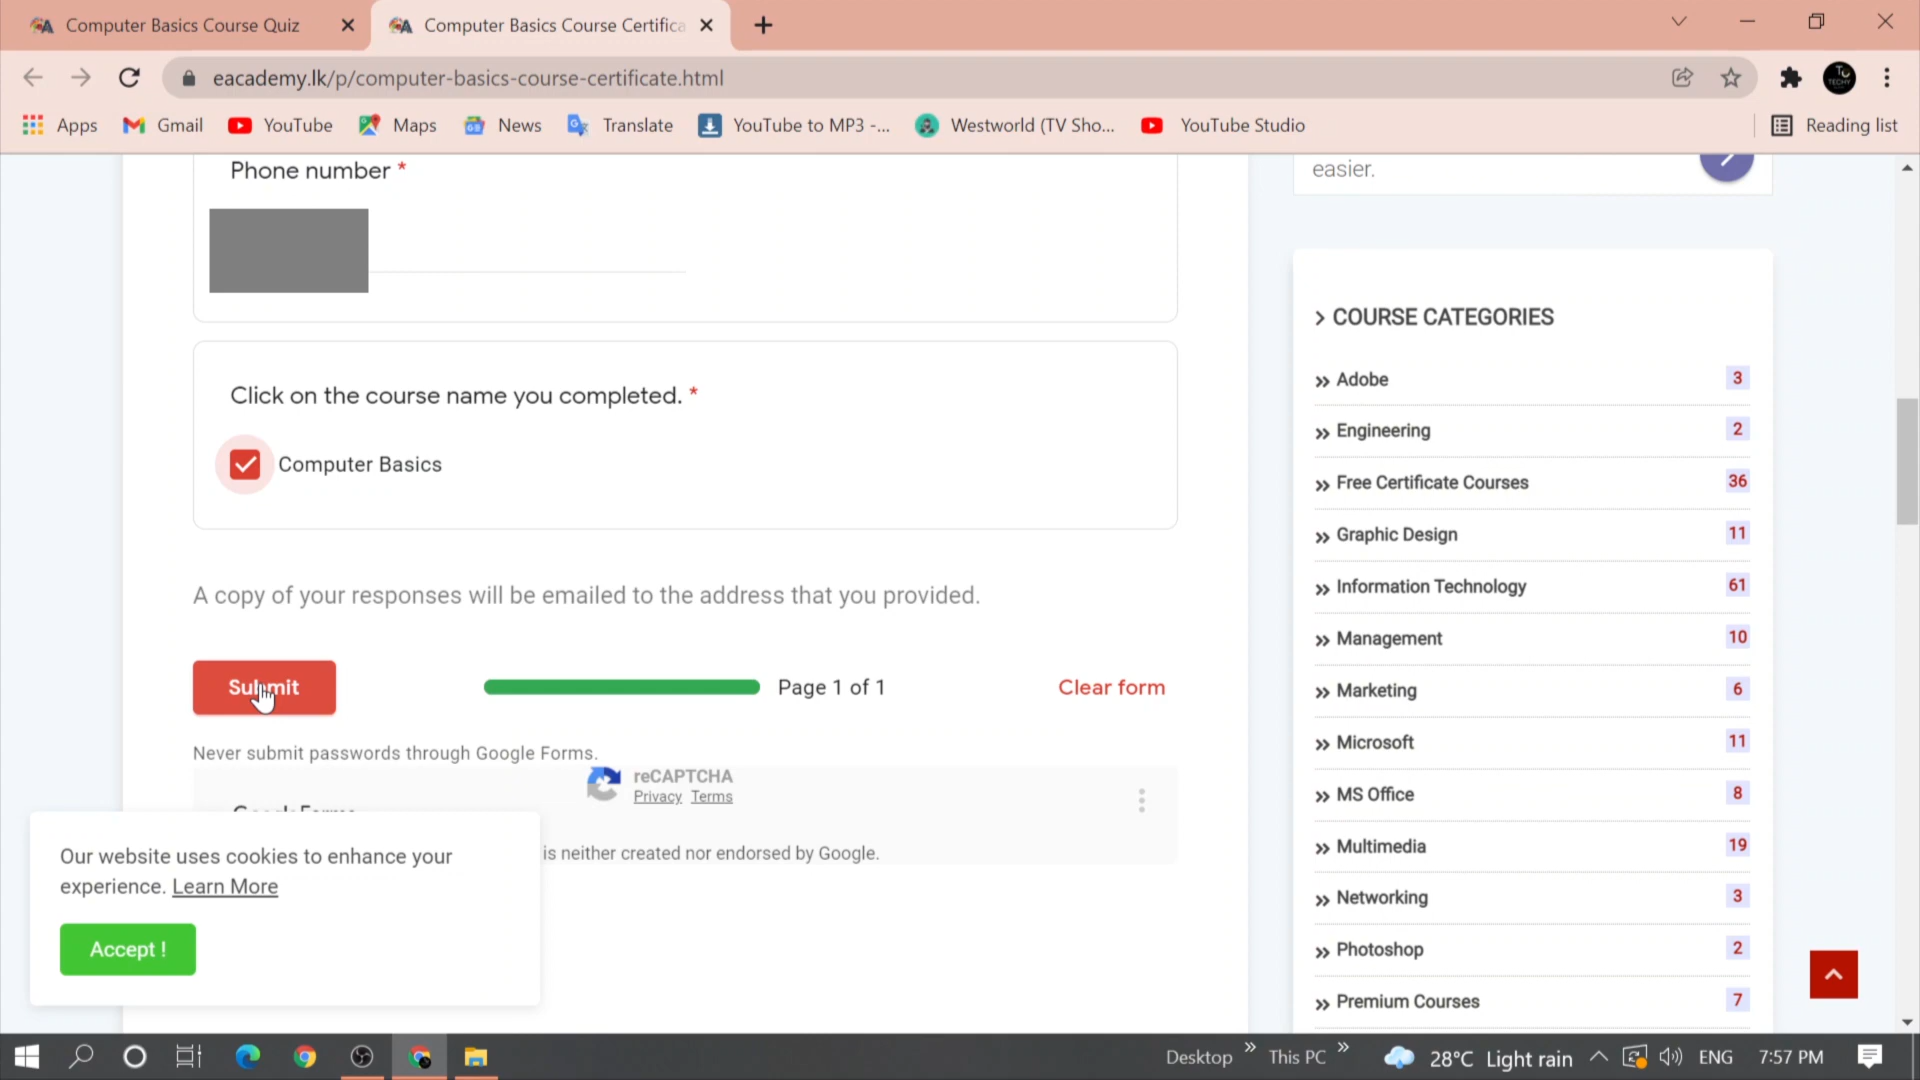 Computer Basics Course Quiz
Computer Basics Course Certifica
eacademy.lk/p/computer-basics-course-certificate.html
Apps
Gmail
YouTube
Maps
News
Translate
YouTube to MP3 -...
Westworld (TV Sho...
YouTube Studio
Reading list
Phone number *
Click on the course name you completed. *
Computer Basics
A copy of your responses will be emailed to the address that you provided.
Submit
Page 1 of 1
Clear form
Never submit passwords through Google Forms.
reCAPTCHA
Privacy Terms
is neither created nor endorsed by Google.
Our website uses cookies to enhance your
experience. Learn More
Accept !
easier.
COURSE CATEGORIES
Adobe 3
Engineering 2
Free Certificate Courses 36
Graphic Design 11
Information Technology 61
Management 10
Marketing 6
Microsoft 11
MS Office 8
Multimedia 19
Networking 3
Photoshop 2
Premium Courses 7
Desktop
This PC
28°C Light rain
ENG
7:57 PM